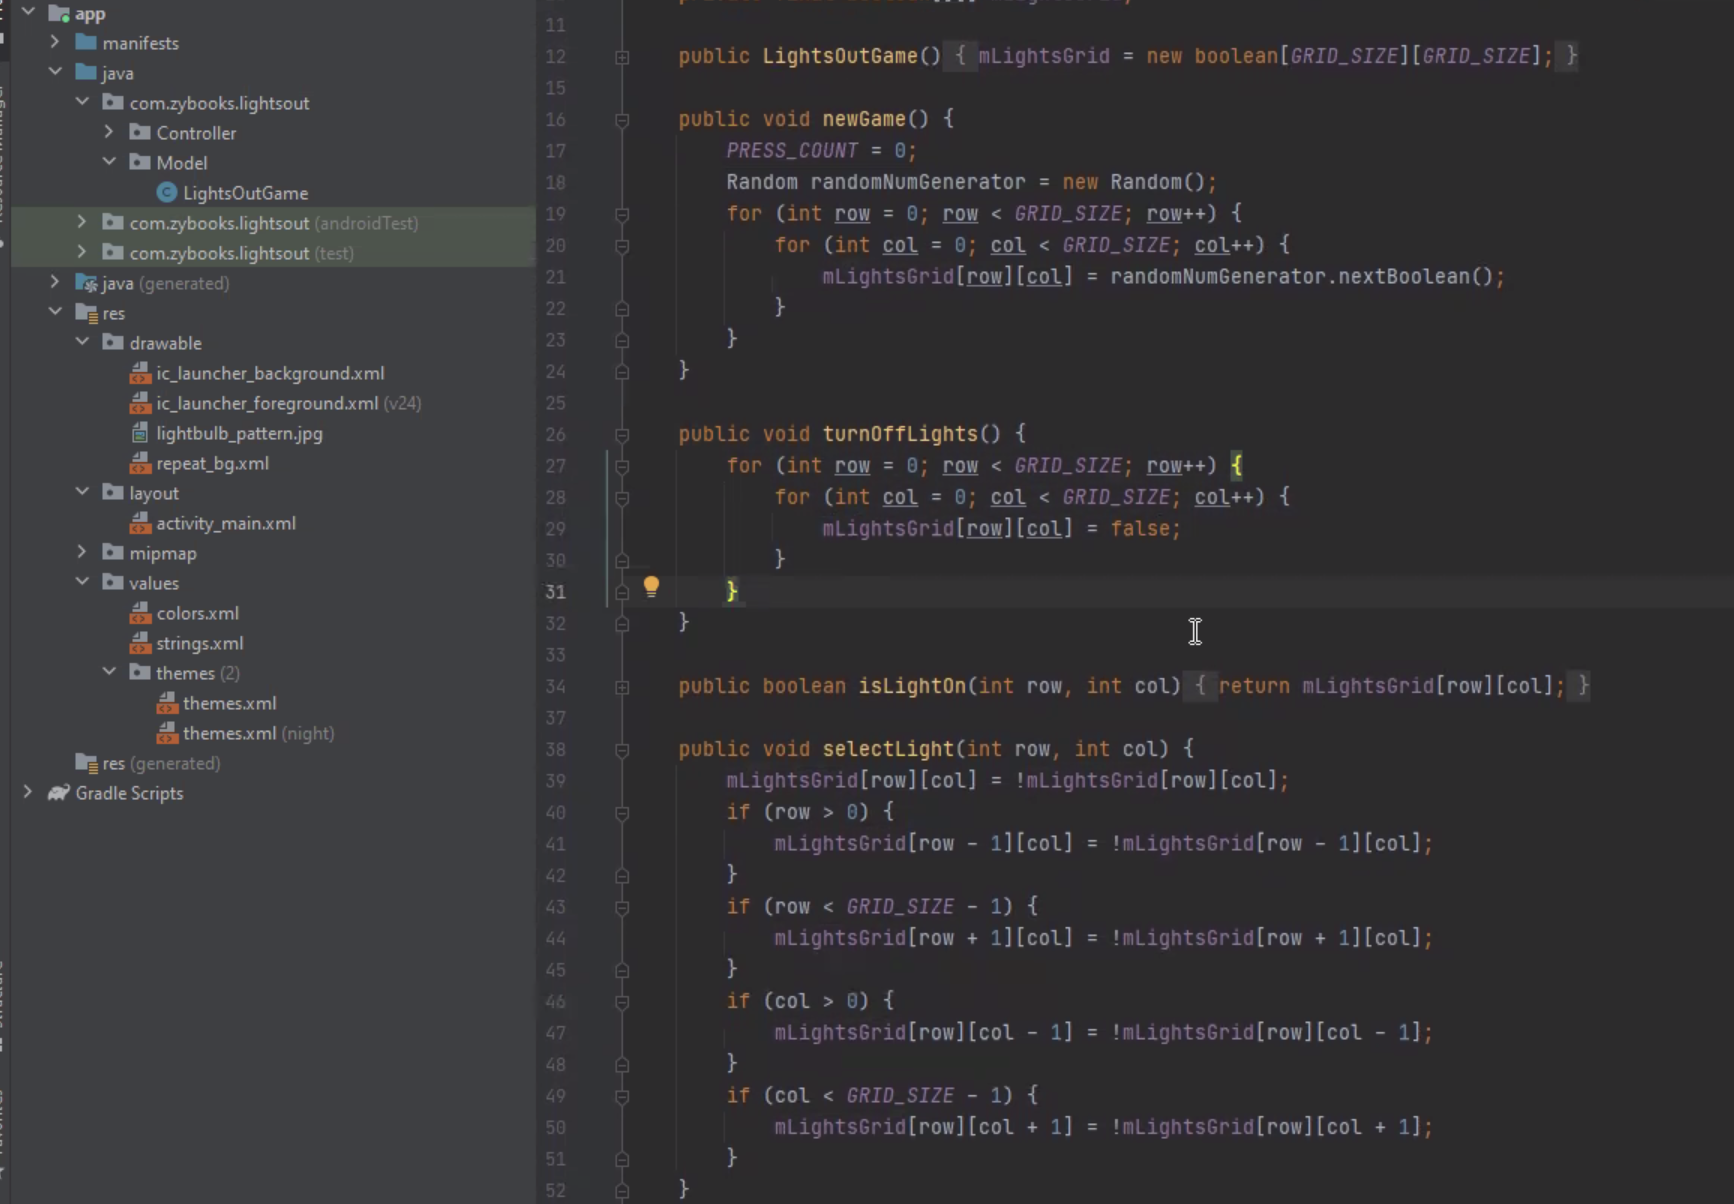 app
manifests
java
com.zybooks.lightsout
Controller
Model
LightsOutGame
com.zybooks.lightsout (androidTest)
com.zybooks.lightsout (test)
java (generated)
res
drawable
ic_launcher_background.xml
ic_launcher_foreground.xml (v24)
lightbulb_pattern.jpg
repeat_bg.xml
layout
activity_main.xml
mipmap
values
colors.xml
strings.xml
themes (2)
themes.xml
themes.xml (night)
res (generated)
Gradle Scripts
11
12 public LightsOutGame() { mLightsGrid = new boolean[GRID_SIZE][GRID_SIZE]; }
15
16 public void newGame() {
17 PRESS_COUNT = 0;
18 Random randomNumGenerator = new Random();
19 for (int row = 0; row < GRID_SIZE; row++) {
20 for (int col = 0; col < GRID_SIZE; col++) {
21 mLightsGrid[row][col] = randomNumGenerator.nextBoolean();
22 }
23 }
24 }
25
26 public void turnOffLights() {
27 for (int row = 0; row < GRID_SIZE; row++) {
28 for (int col = 0; col < GRID_SIZE; col++) {
29 mLightsGrid[row][col] = false;
30 }
31 }
32 }
33
34 public boolean isLightOn(int row, int col) { return mLightsGrid[row][col]; }
37
38 public void selectLight(int row, int col) {
39 mLightsGrid[row][col] = !mLightsGrid[row][col];
40 if (row > 0) {
41 mLightsGrid[row - 1][col] = !mLightsGrid[row - 1][col];
42 }
43 if (row < GRID_SIZE - 1) {
44 mLightsGrid[row + 1][col] = !mLightsGrid[row + 1][col];
45 }
46 if (col > 0) {
47 mLightsGrid[row][col - 1] = !mLightsGrid[row][col - 1];
48 }
49 if (col < GRID_SIZE - 1) {
50 mLightsGrid[row][col + 1] = !mLightsGrid[row][col + 1];
51 }
52 }